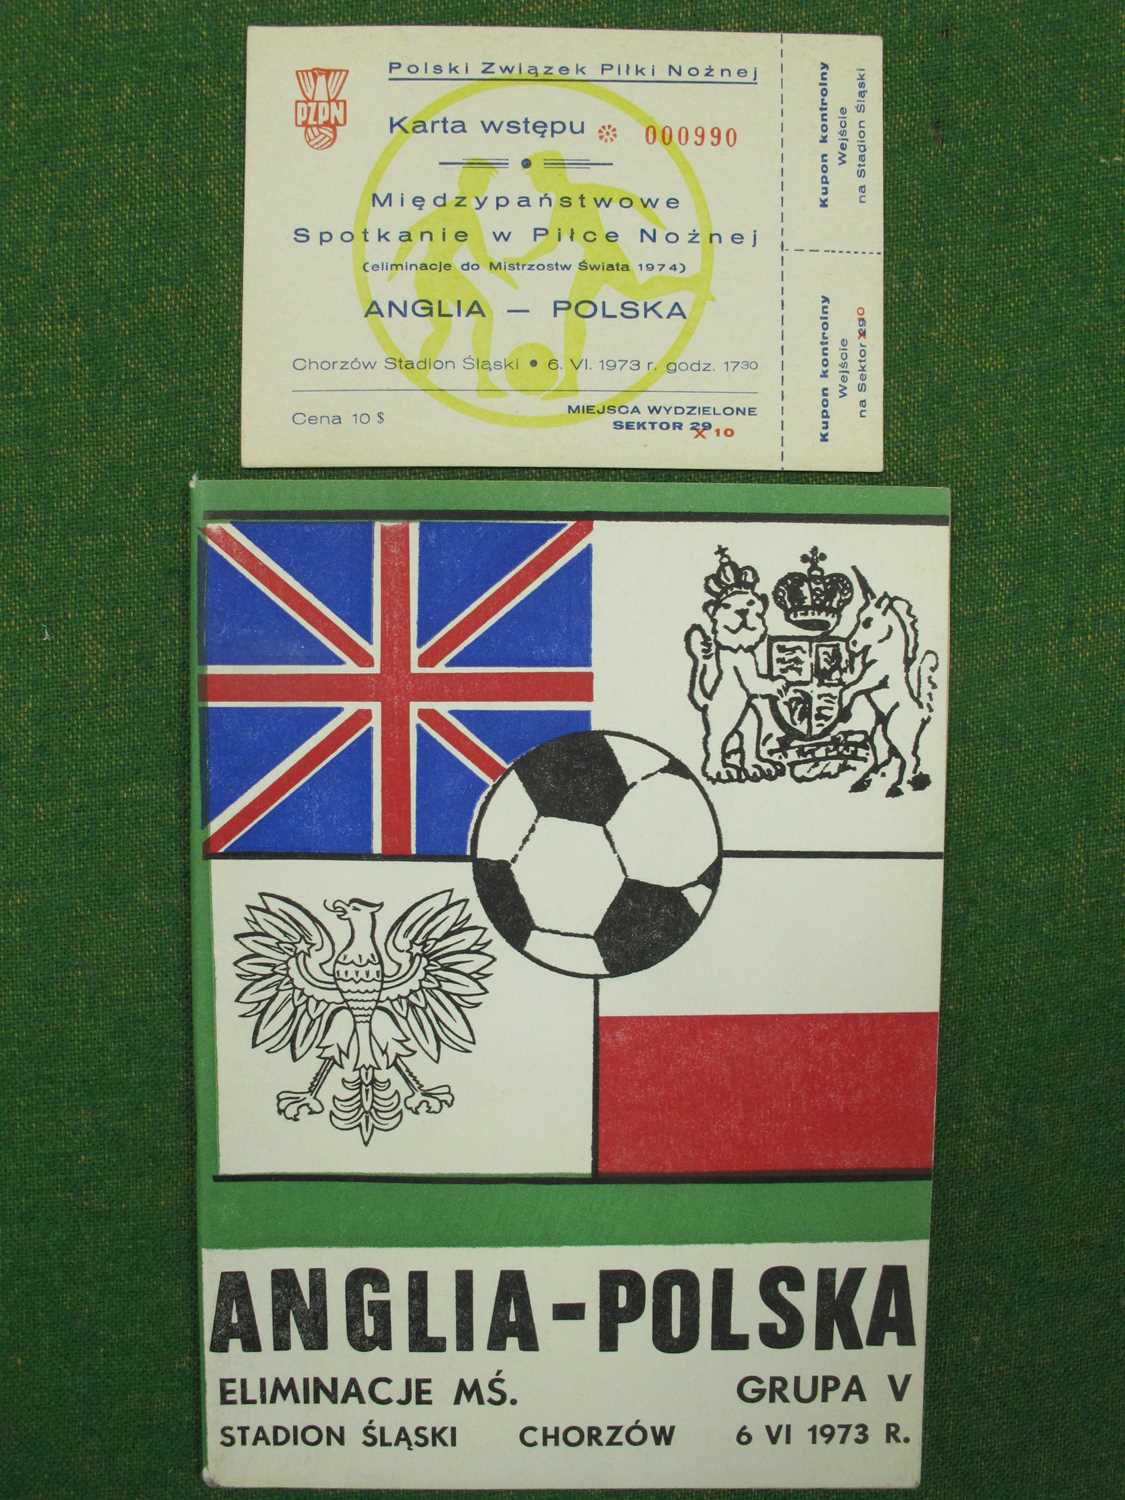 Polski Związek Piłki Nożnej
PZPN
Karta wstępu 000990
Międzypaństwowe
Spotkanie w Piłce Nożnej
(eliminacje do Mistrzostw Świata 1974)
ANGLIA — POLSKA
Chorzów Stadion Śląski • 6. VI. 1973 r. godz. 17³⁰
Cena 10 $
MIEJSCA WYDZIELONE
SEKTOR 29 X 10
Kupon kontrolny
Wejście
na Stadion Śląski
Kupon kontrolny
Wejście
na Sektor 29 X 10
ANGLIA-POLSKA
ELIMINACJE MŚ. GRUPA V
STADION ŚLĄSKI CHORZÓW 6 VI 1973 R.